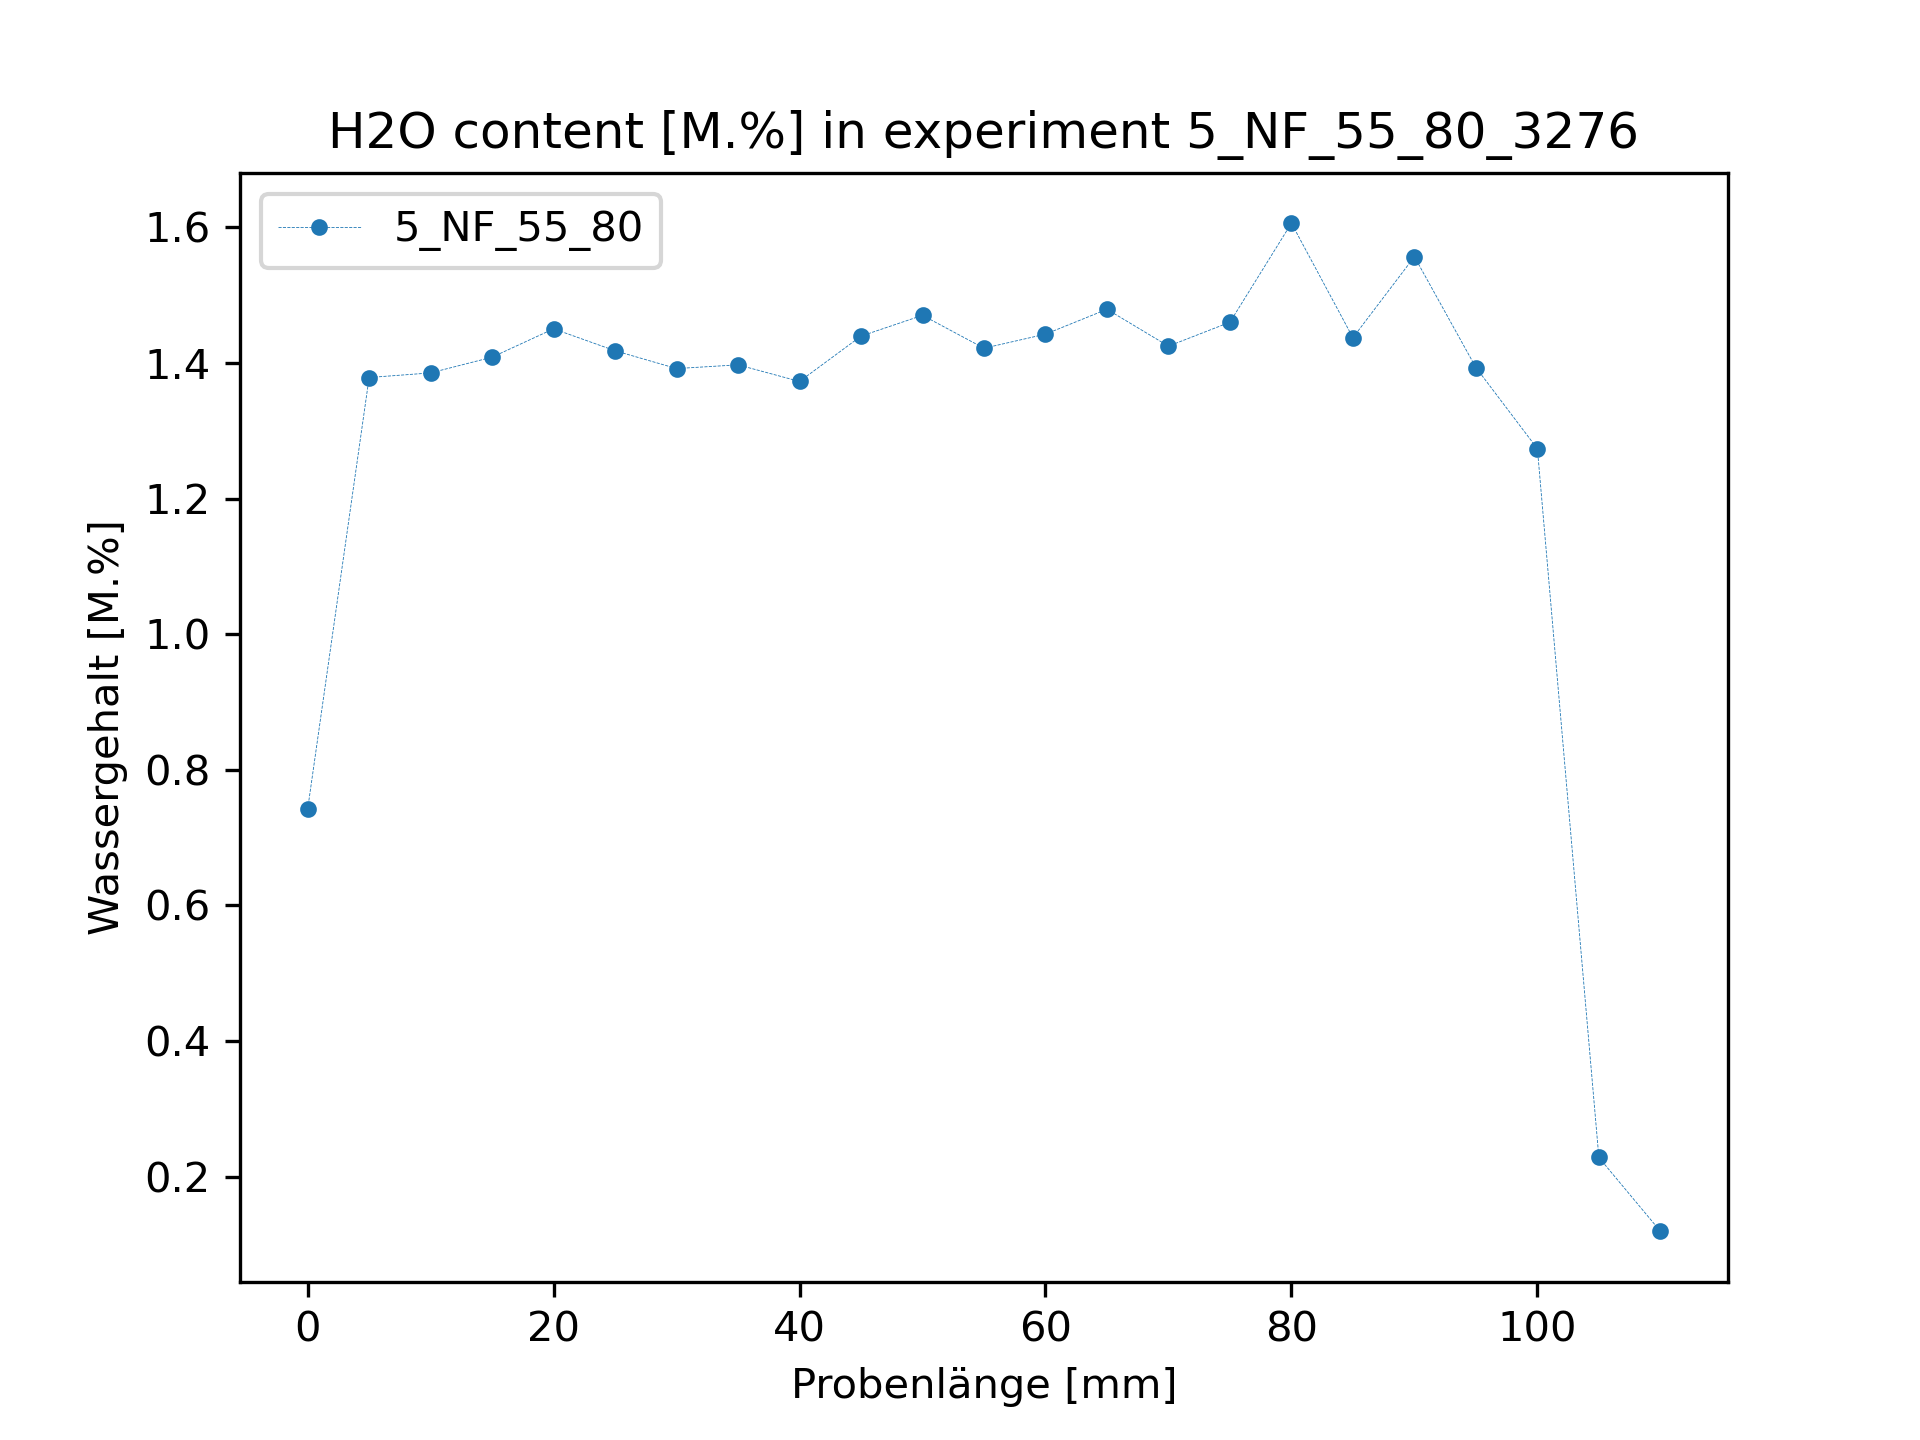 H2O content [M.%] in experiment 5_NF_55_80_3276
5_NF_55_80
1.6
1.4
1.2
1.0
0.8
0.6
0.4
0.2
Wassergehalt [M.%]
0 20 40 60 80 100
Probenlänge [mm]